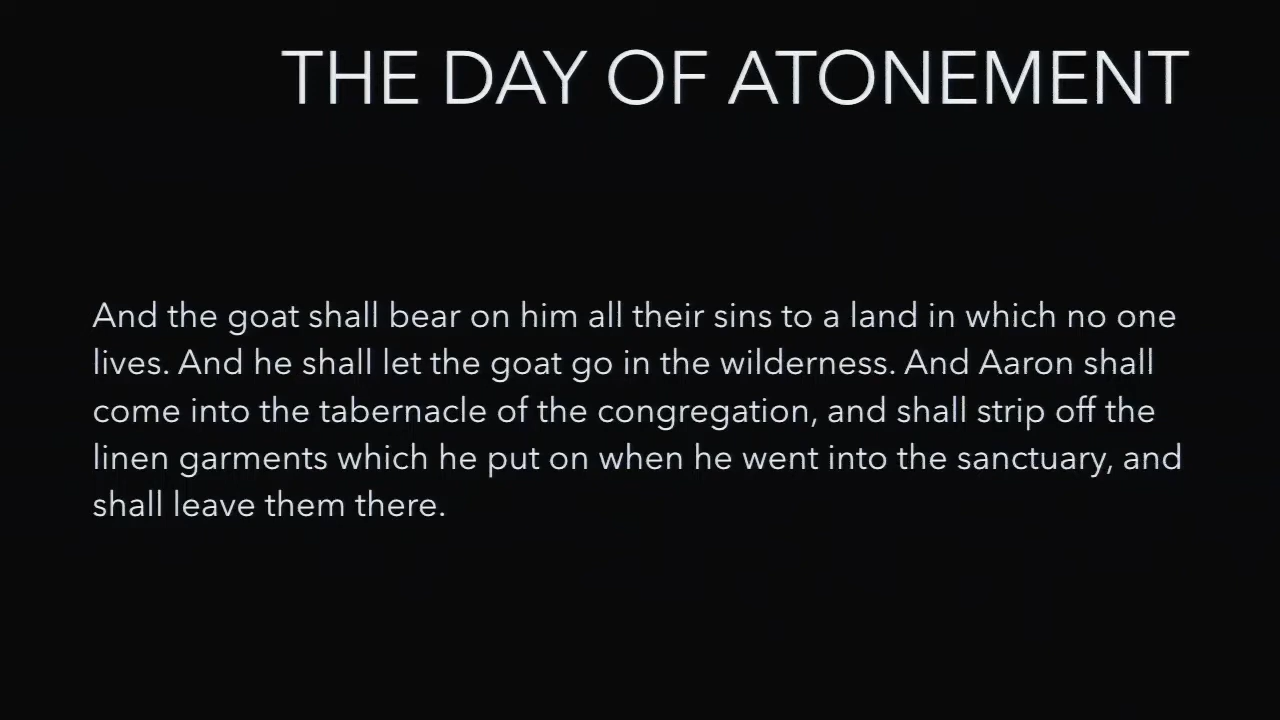 THE DAY OF ATONEMENT
And the goat shall bear on him all their sins to a land in which no one
lives. And he shall let the goat go in the wilderness. And Aaron shall
come into the tabernacle of the congregation, and shall strip off the
linen garments which he put on when he went into the sanctuary, and
shall leave them there.